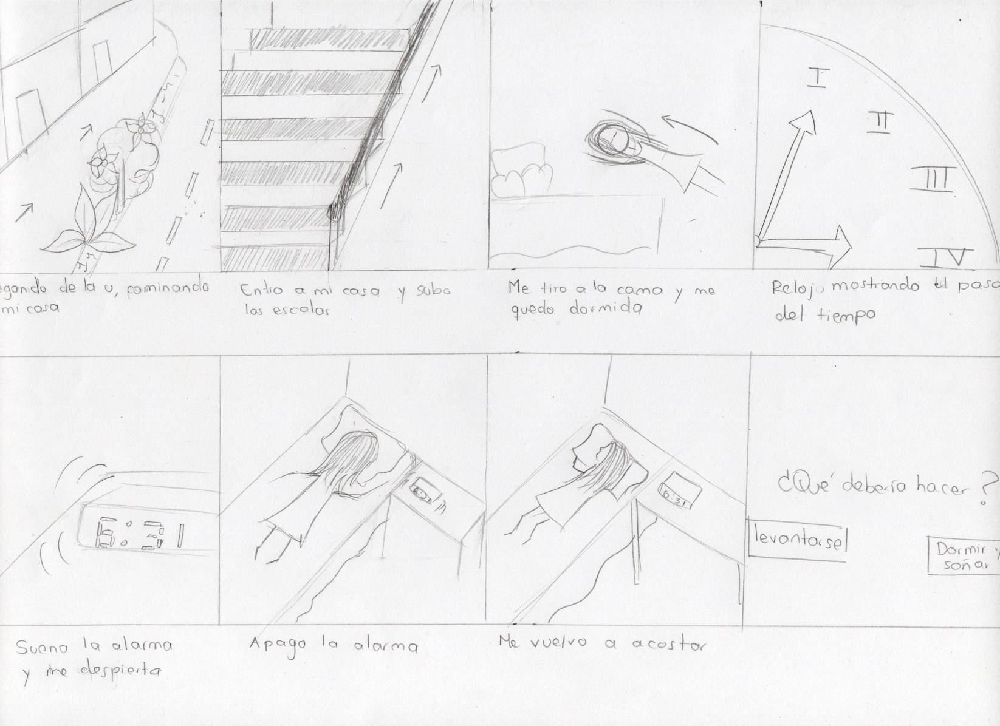 egando de la u, caminando
mi casa
Entro a mi casa y subo
las escalas
Me tiro a la cama y me
quedo dormida
I
II
III
IV
Reloj mostrando el paso
del tiempo
6:31
Suena la alarma
y me despierta
6:31
Apago la alarma
6:31
Me vuelvo a acostar
¿Qué debería hacer?
levantarse
Dormir y
soñar